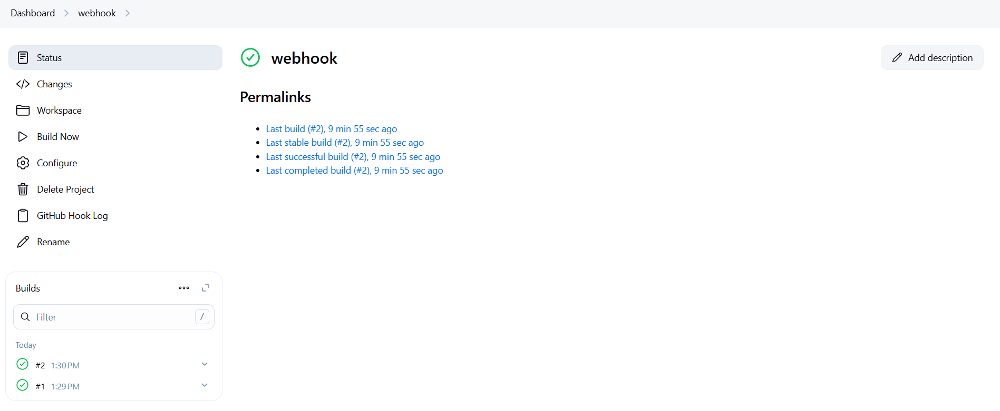 Dashboard > webhook >
Status
Changes
Workspace
Build Now
Configure
Delete Project
GitHub Hook Log
Rename
webhook
Add description
Permalinks
• Last build (#2), 9 min 55 sec ago
• Last stable build (#2), 9 min 55 sec ago
• Last successful build (#2), 9 min 55 sec ago
• Last completed build (#2), 9 min 55 sec ago
Builds
Filter /
Today
#2 1:30 PM
#1 1:29 PM